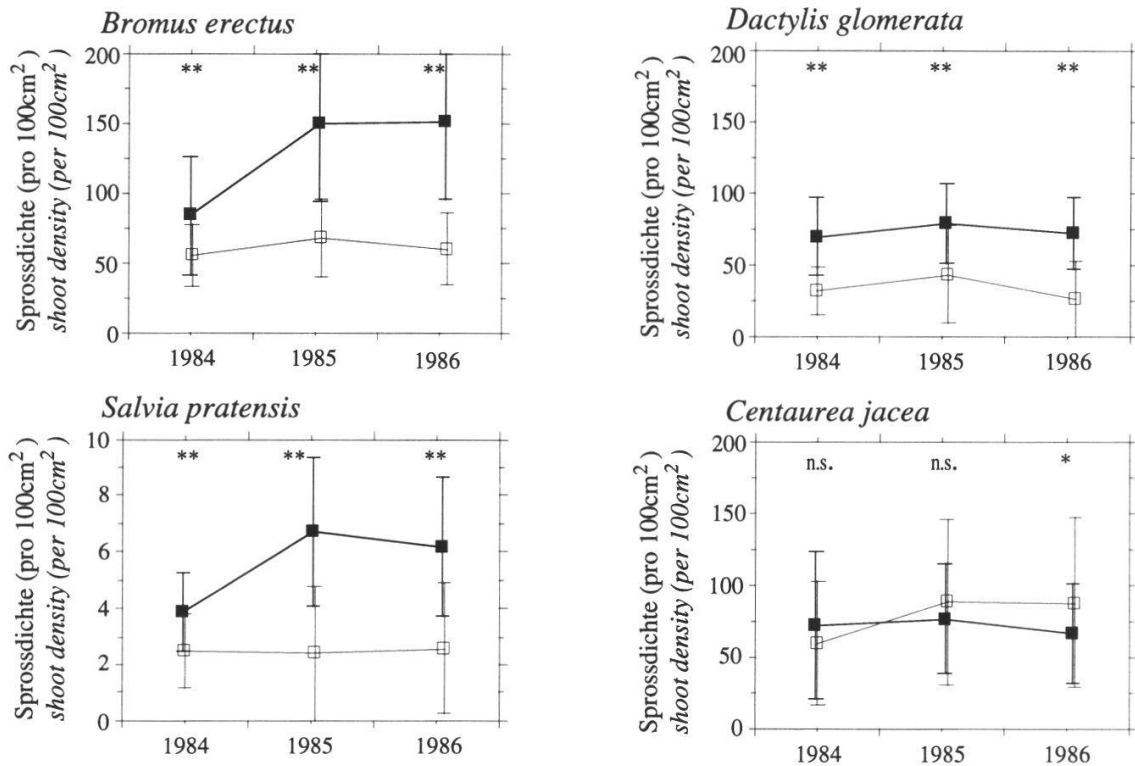 Bromus erectus
Sprossdichte (pro 100cm²)
shoot density (per 100cm²)
200
150
100
50
0
** ** **
1984 1985 1986
Dactylis glomerata
Sprossdichte (pro 100cm²)
shoot density (per 100cm²)
200
150
100
50
0
** ** **
1984 1985 1986
Salvia pratensis
Sprossdichte (pro 100cm²)
shoot density (per 100cm²)
10
8
6
4
2
0
** ** **
1984 1985 1986
Centaurea jacea
Sprossdichte (pro 100cm²)
shoot density (per 100cm²)
200
150
100
50
0
n.s. n.s. *
1984 1985 1986